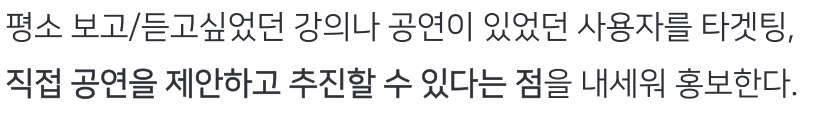 평소 보고/듣고싶었던 강의나 공연이 있었던 사용자를 타겟팅,
직접 공연을 제안하고 추진할 수 있다는 점을 내세워 홍보한다.